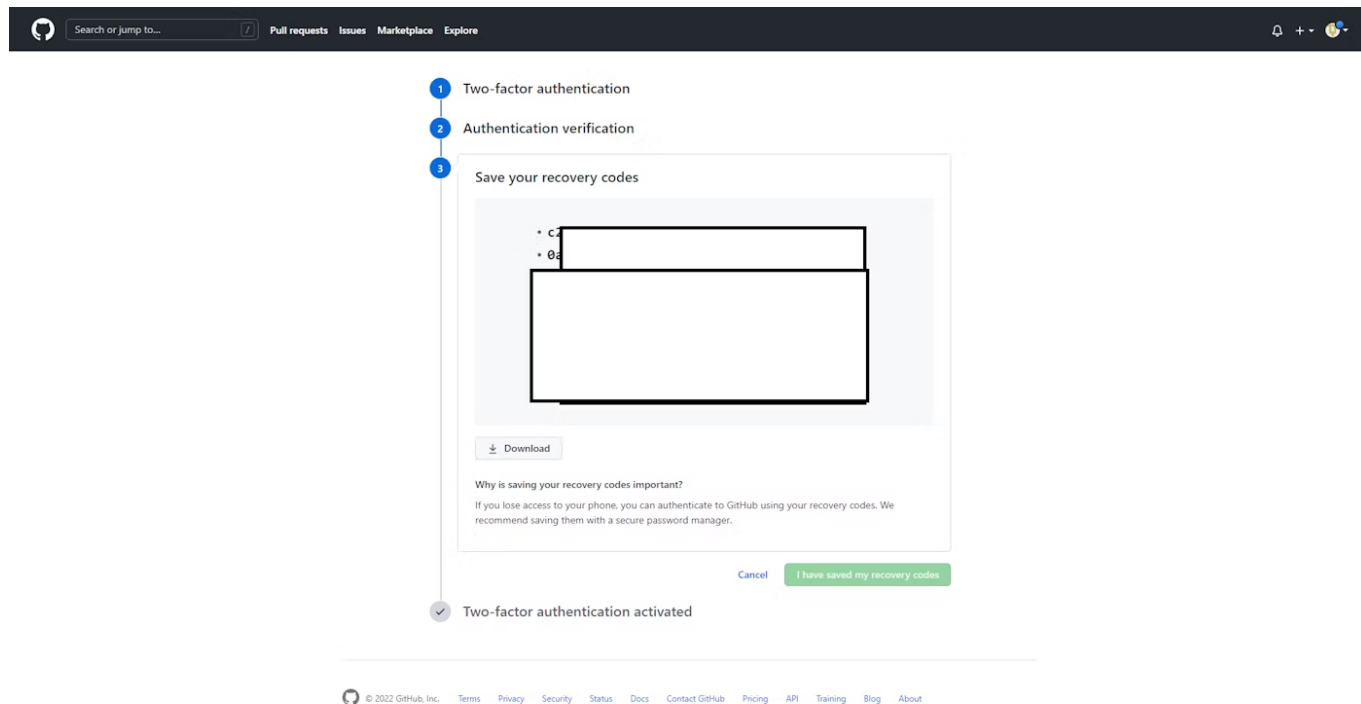 Search or jump to... /
Pull requests Issues Marketplace Explore
1 Two-factor authentication
2 Authentication verification
3
Save your recovery codes
• c2
• 0a
Download
Why is saving your recovery codes important?
If you lose access to your phone, you can authenticate to GitHub using your recovery codes. We
recommend saving them with a secure password manager.
Cancel I have saved my recovery codes
Two-factor authentication activated
© 2022 GitHub, Inc. Terms Privacy Security Status Docs Contact GitHub Pricing API Training Blog About